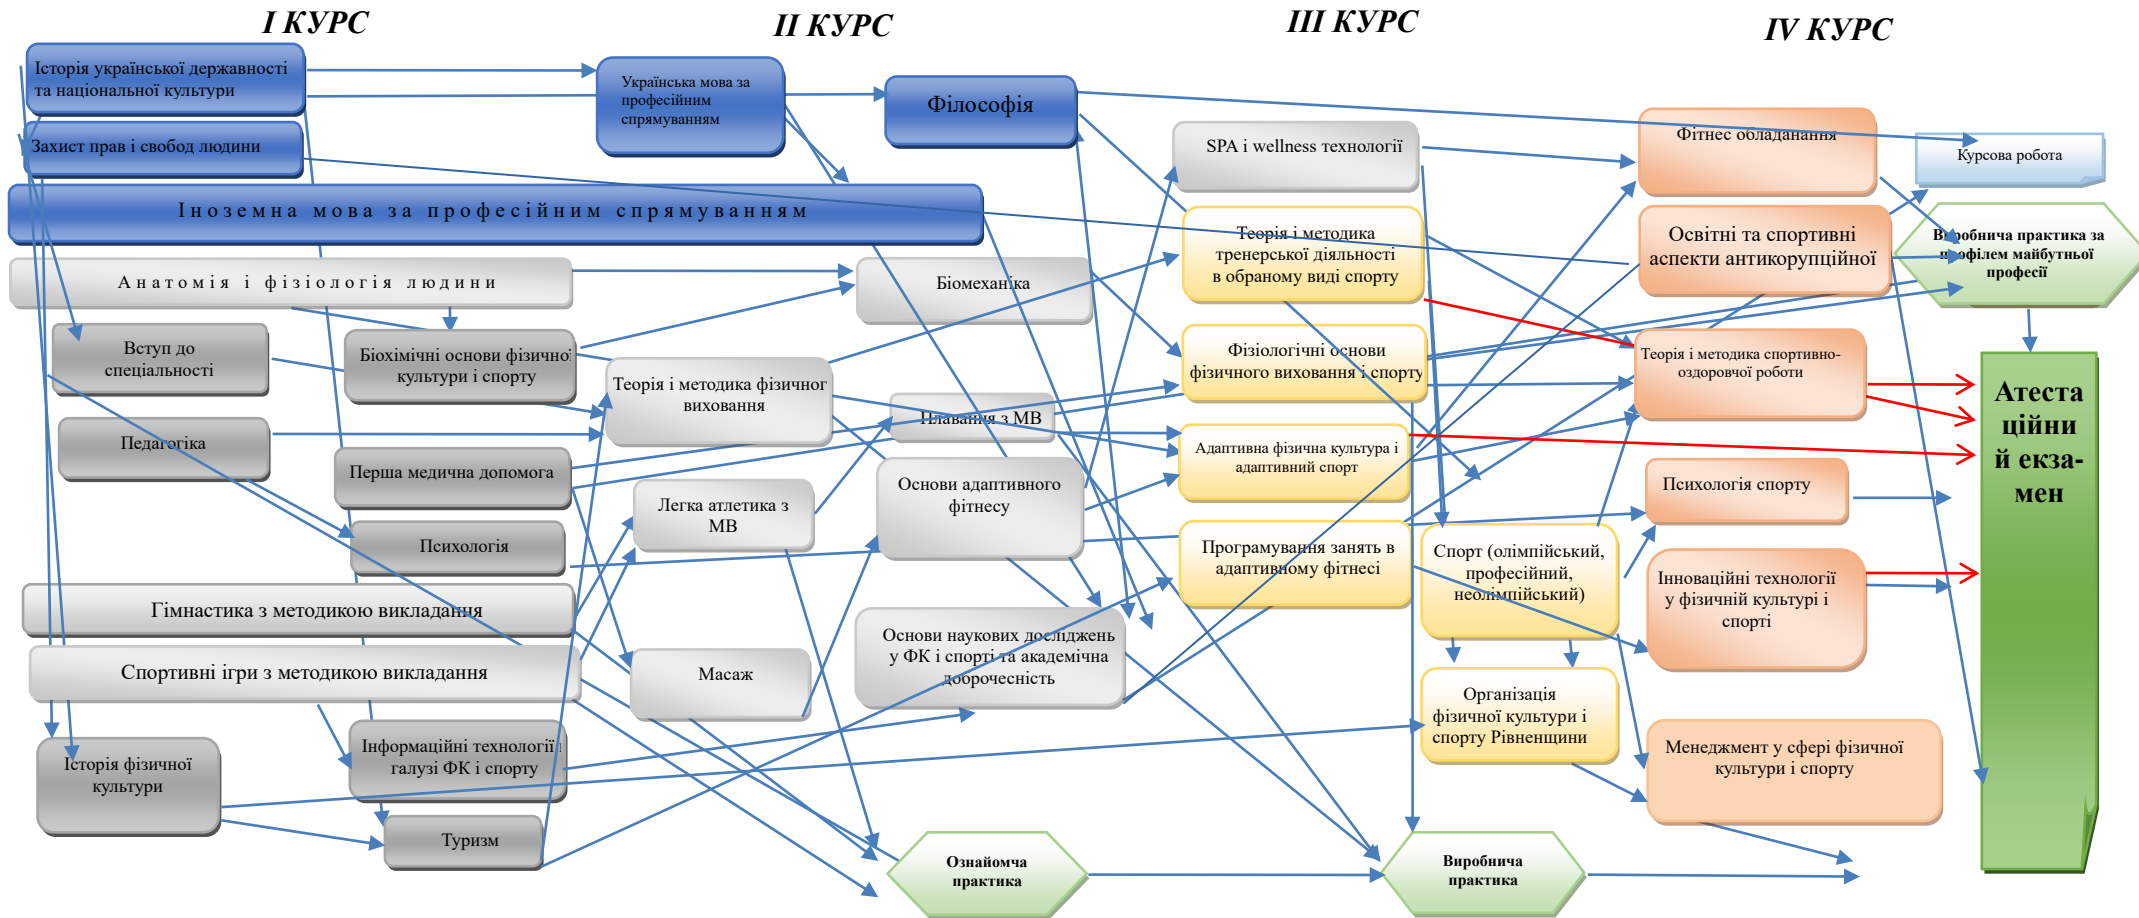 І КУРС
ІІ КУРС
ІІІ КУРС
IV КУРС
Історія української державності
та національної культури
Захист прав і свобод людини
Іноземна мова за професійним спрямуванням
Анатомія і фізіологія людини
Вступ до
спеціальності
Біохімічні основи фізичної
культури і спорту
Педагогіка
Перша медична допомога
Психологія
Гімнастика з методикою викладання
Спортивні ігри з методикою викладання
Інформаційні технології
галузі ФК і спорту
Історія фізичної
культури
Туризм
Українська мова за
професійним
спрямуванням
Філософія
Біомеханіка
Теорія і методика фізичног
виховання
Плавання з МВ
Легка атлетика з
МВ
Основи адаптивного
фітнесу
Масаж
Основи наукових досліджень
у ФК і спорті та академічна
доброчесність
Ознайомча
практика
SPA і wellness технології
Теорія і методика
тренерської діяльності
в обраному виді спорту
Фізіологічні основи
фізичного виховання і спорту
Адаптивна фізична культура і
адаптивний спорт
Програмування занять в
адаптивному фітнесі
Спорт (олімпійський,
професійний,
неолімпійський)
Організація
фізичної культури і
спорту Рівненщини
Виробнича
практика
Фітнес обладанання
Освітні та спортивні
аспекти антикорупційної
Теорія і методика спортивно-
оздоровчої роботи
Психологія спорту
Інноваційні технології
у фізичній культурі і
спорті
Менеджмент у сфері фізичної
культури і спорту
Курсова робота
Виробнича практика за
профілем майбутньої
професії
Атеста
ційни
й екза-
мен